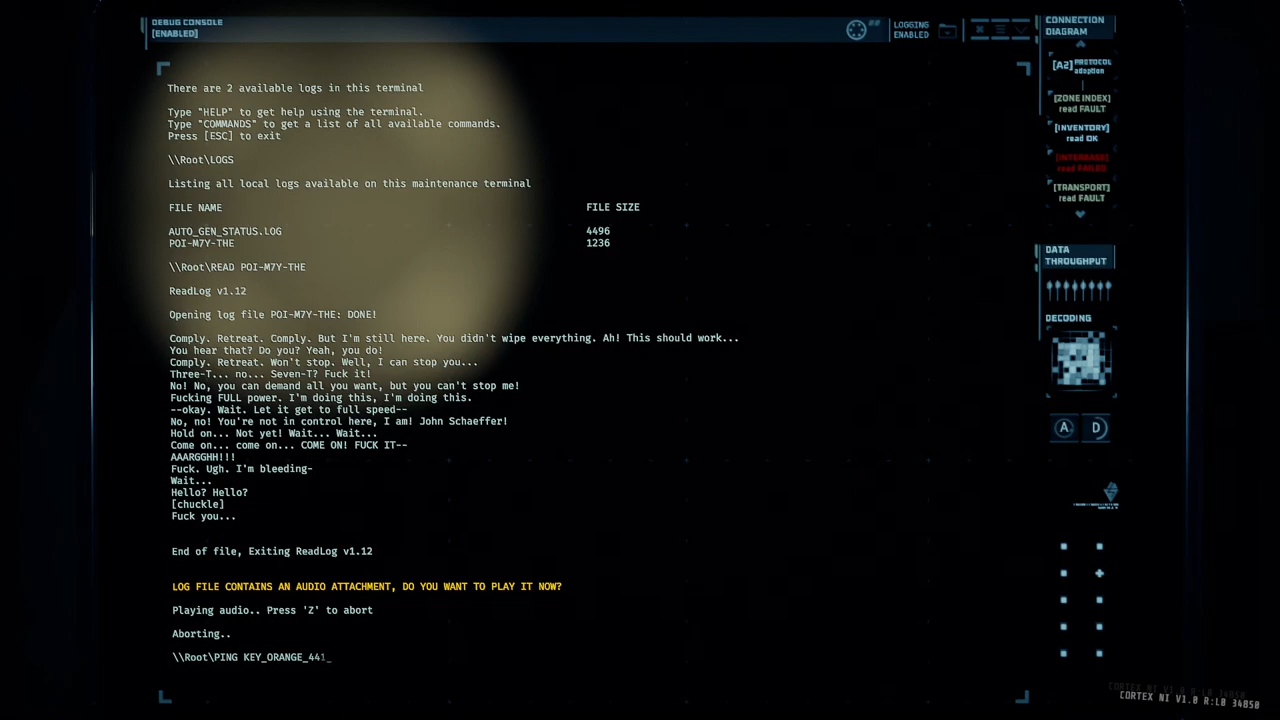 DEBUG CONSOLE
[ENABLED]
LOGGING
ENABLED
CONNECTION
DIAGRAM
There are 2 available logs in this terminal
Type "HELP" to get help using the terminal.
Type "COMMANDS" to get a list of all available commands.
Press [ESC] to exit
\\Root\LOGS
Listing all local logs available on this maintenance terminal
FILE NAME FILE SIZE
AUTO_GEN_STATUS.LOG 4496
POI-M7Y-THE 1236
\\Root\READ POI-M7Y-THE
ReadLog v1.12
Opening log file POI-M7Y-THE: DONE!
Comply. Retreat. Comply. But I'm still here. You didn't wipe everything. Ah! This should work...
You hear that? Do you? Yeah, you do!
Comply. Retreat. Won't stop. Well, I can stop you...
Three-T... no... Seven-T? Fuck it!
No! No, you can demand all you want, but you can't stop me!
Fucking FULL power. I'm doing this, I'm doing this.
--okay. Wait. Let it get to full speed--
No, no! You're not in control here, I am! John Schaeffer!
Hold on... Not yet! Wait... Wait...
Come on... come on... COME ON! FUCK IT--
AAARGGHH!!!
Fuck. Ugh. I'm bleeding-
Wait...
Hello? Hello?
[chuckle]
Fuck you...
End of file, Exiting ReadLog v1.12
LOG FILE CONTAINS AN AUDIO ATTACHMENT, DO YOU WANT TO PLAY IT NOW?
Playing audio.. Press 'Z' to abort
Aborting..
\\Root\PING KEY_ORANGE_441_
[A2] PROTOCOL
adoption
[ZONE INDEX]
read FAULT
[INVENTORY]
read OK
[INTERBASE]
read FAILED
[TRANSPORT]
read FAULT
DATA
THROUGHPUT
DECODING
A D
CORTEX NI V1.0 R:L0 34850